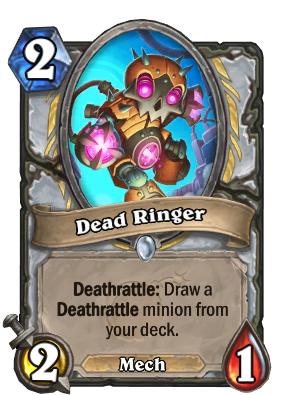 2
Dead Ringer
Deathrattle: Draw a
Deathrattle minion from
your deck.
2
Mech
1